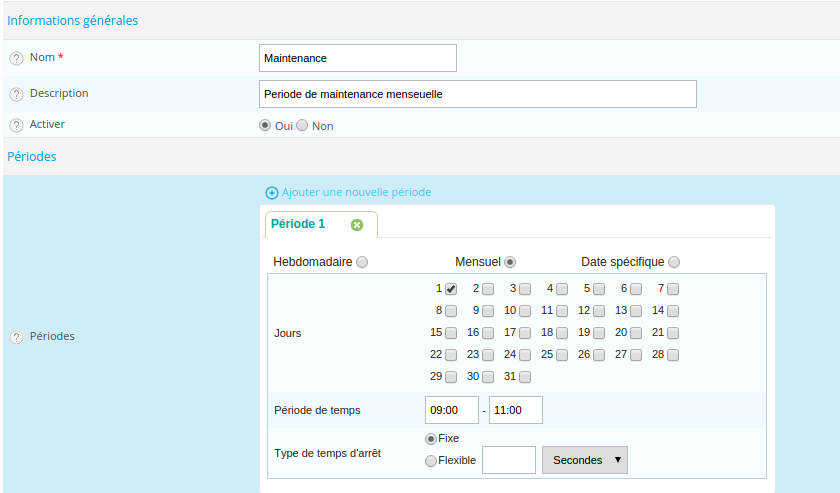 Informations générales
? Nom * Maintenance
? Description Periode de maintenance menseuelle
? Activer Oui Non
Périodes
Ajouter une nouvelle période
Période 1
Hebdomadaire Mensuel Date spécifique
1 2 3 4 5 6 7
8 9 10 11 12 13 14
? Périodes Jours 15 16 17 18 19 20 21
22 23 24 25 26 27 28
29 30 31
Période de temps 09:00 - 11:00
Fixe
Type de temps d'arrêt
Flexible Secondes